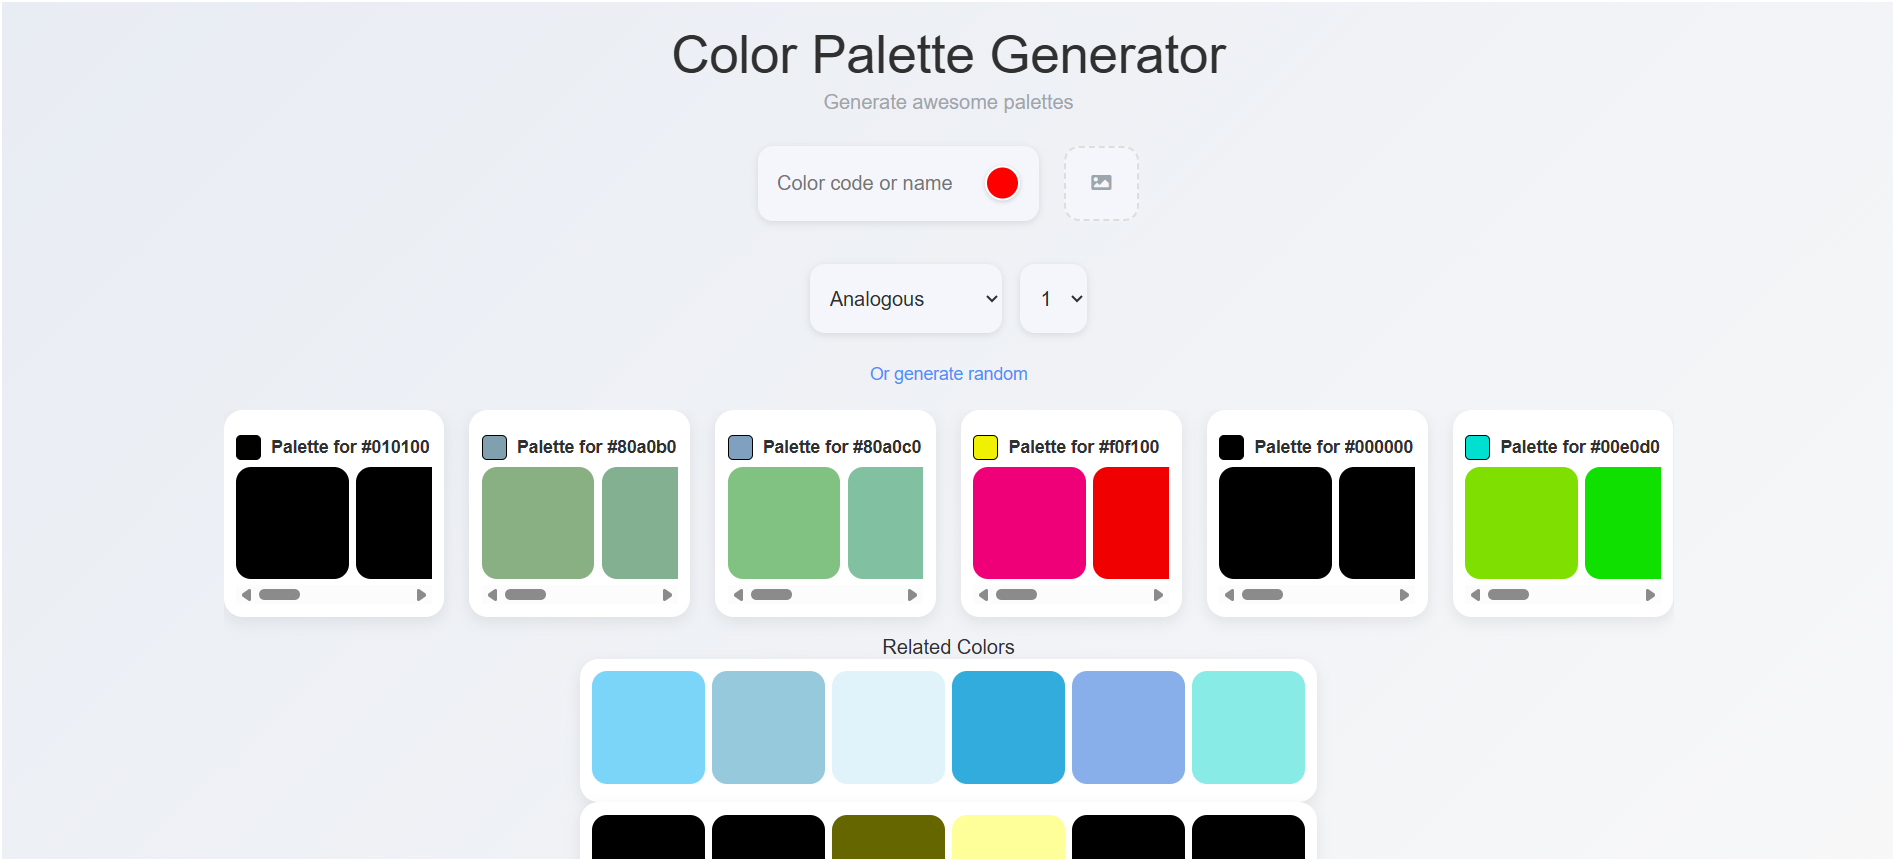 Color Palette Generator
Generate awesome palettes
Color code or name
Analogous
1
Or generate random
Palette for #010100
Palette for #80a0b0
Palette for #80a0c0
Palette for #f0f100
Palette for #000000
Palette for #00e0d0
Related Colors